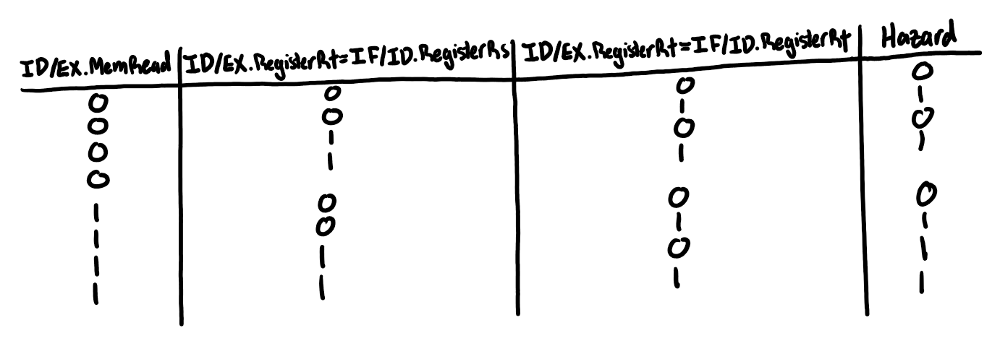 ID/EX.MemRead | ID/EX.RegisterRt=IF/ID.RegisterRs | ID/EX.RegisterRt=IF/ID.RegisterRt | Hazard
0 | 0 | 0 | 0
0 | 0 | 1 | 1
0 | 1 | 0 | 0
0 | 1 | 1 | 1
1 | 0 | 0 | 0
1 | 0 | 1 | 1
1 | 1 | 0 | 1
1 | 1 | 1 | 1